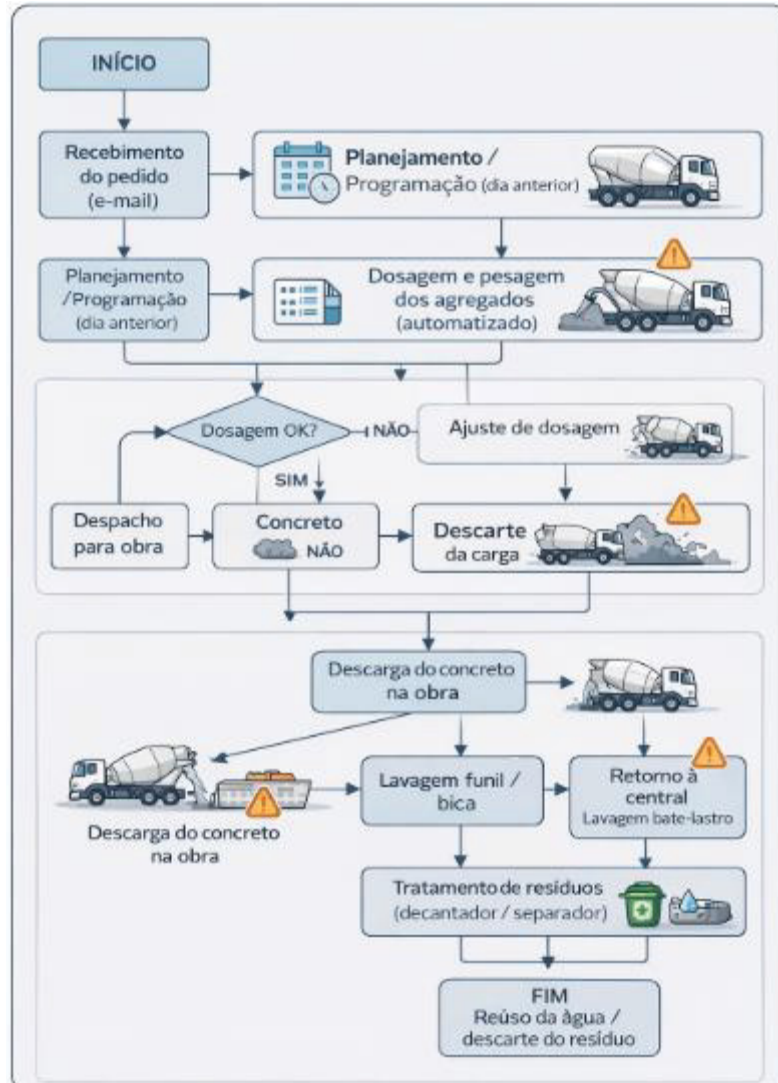 INÍCIO
Recebimento
do pedido
(e-mail)
Planejamento /
Programação (dia anterior)
Planejamento
/Programação
(dia anterior)
Dosagem e pesagem
dos agregados
(automatizado)
Dosagem OK?
NÃO
Ajuste de dosagem
SIM
Despacho
para obra
Concreto
NÃO
Descarte
da carga
Descarga do concreto
na obra
Descarga do concreto
na obra
Lavagem funil /
bica
Retorno à
central
Lavagem bate-lastro
Tratamento de resíduos
(decantador / separador)
FIM
Reúso da àgua /
descarte do resíduo